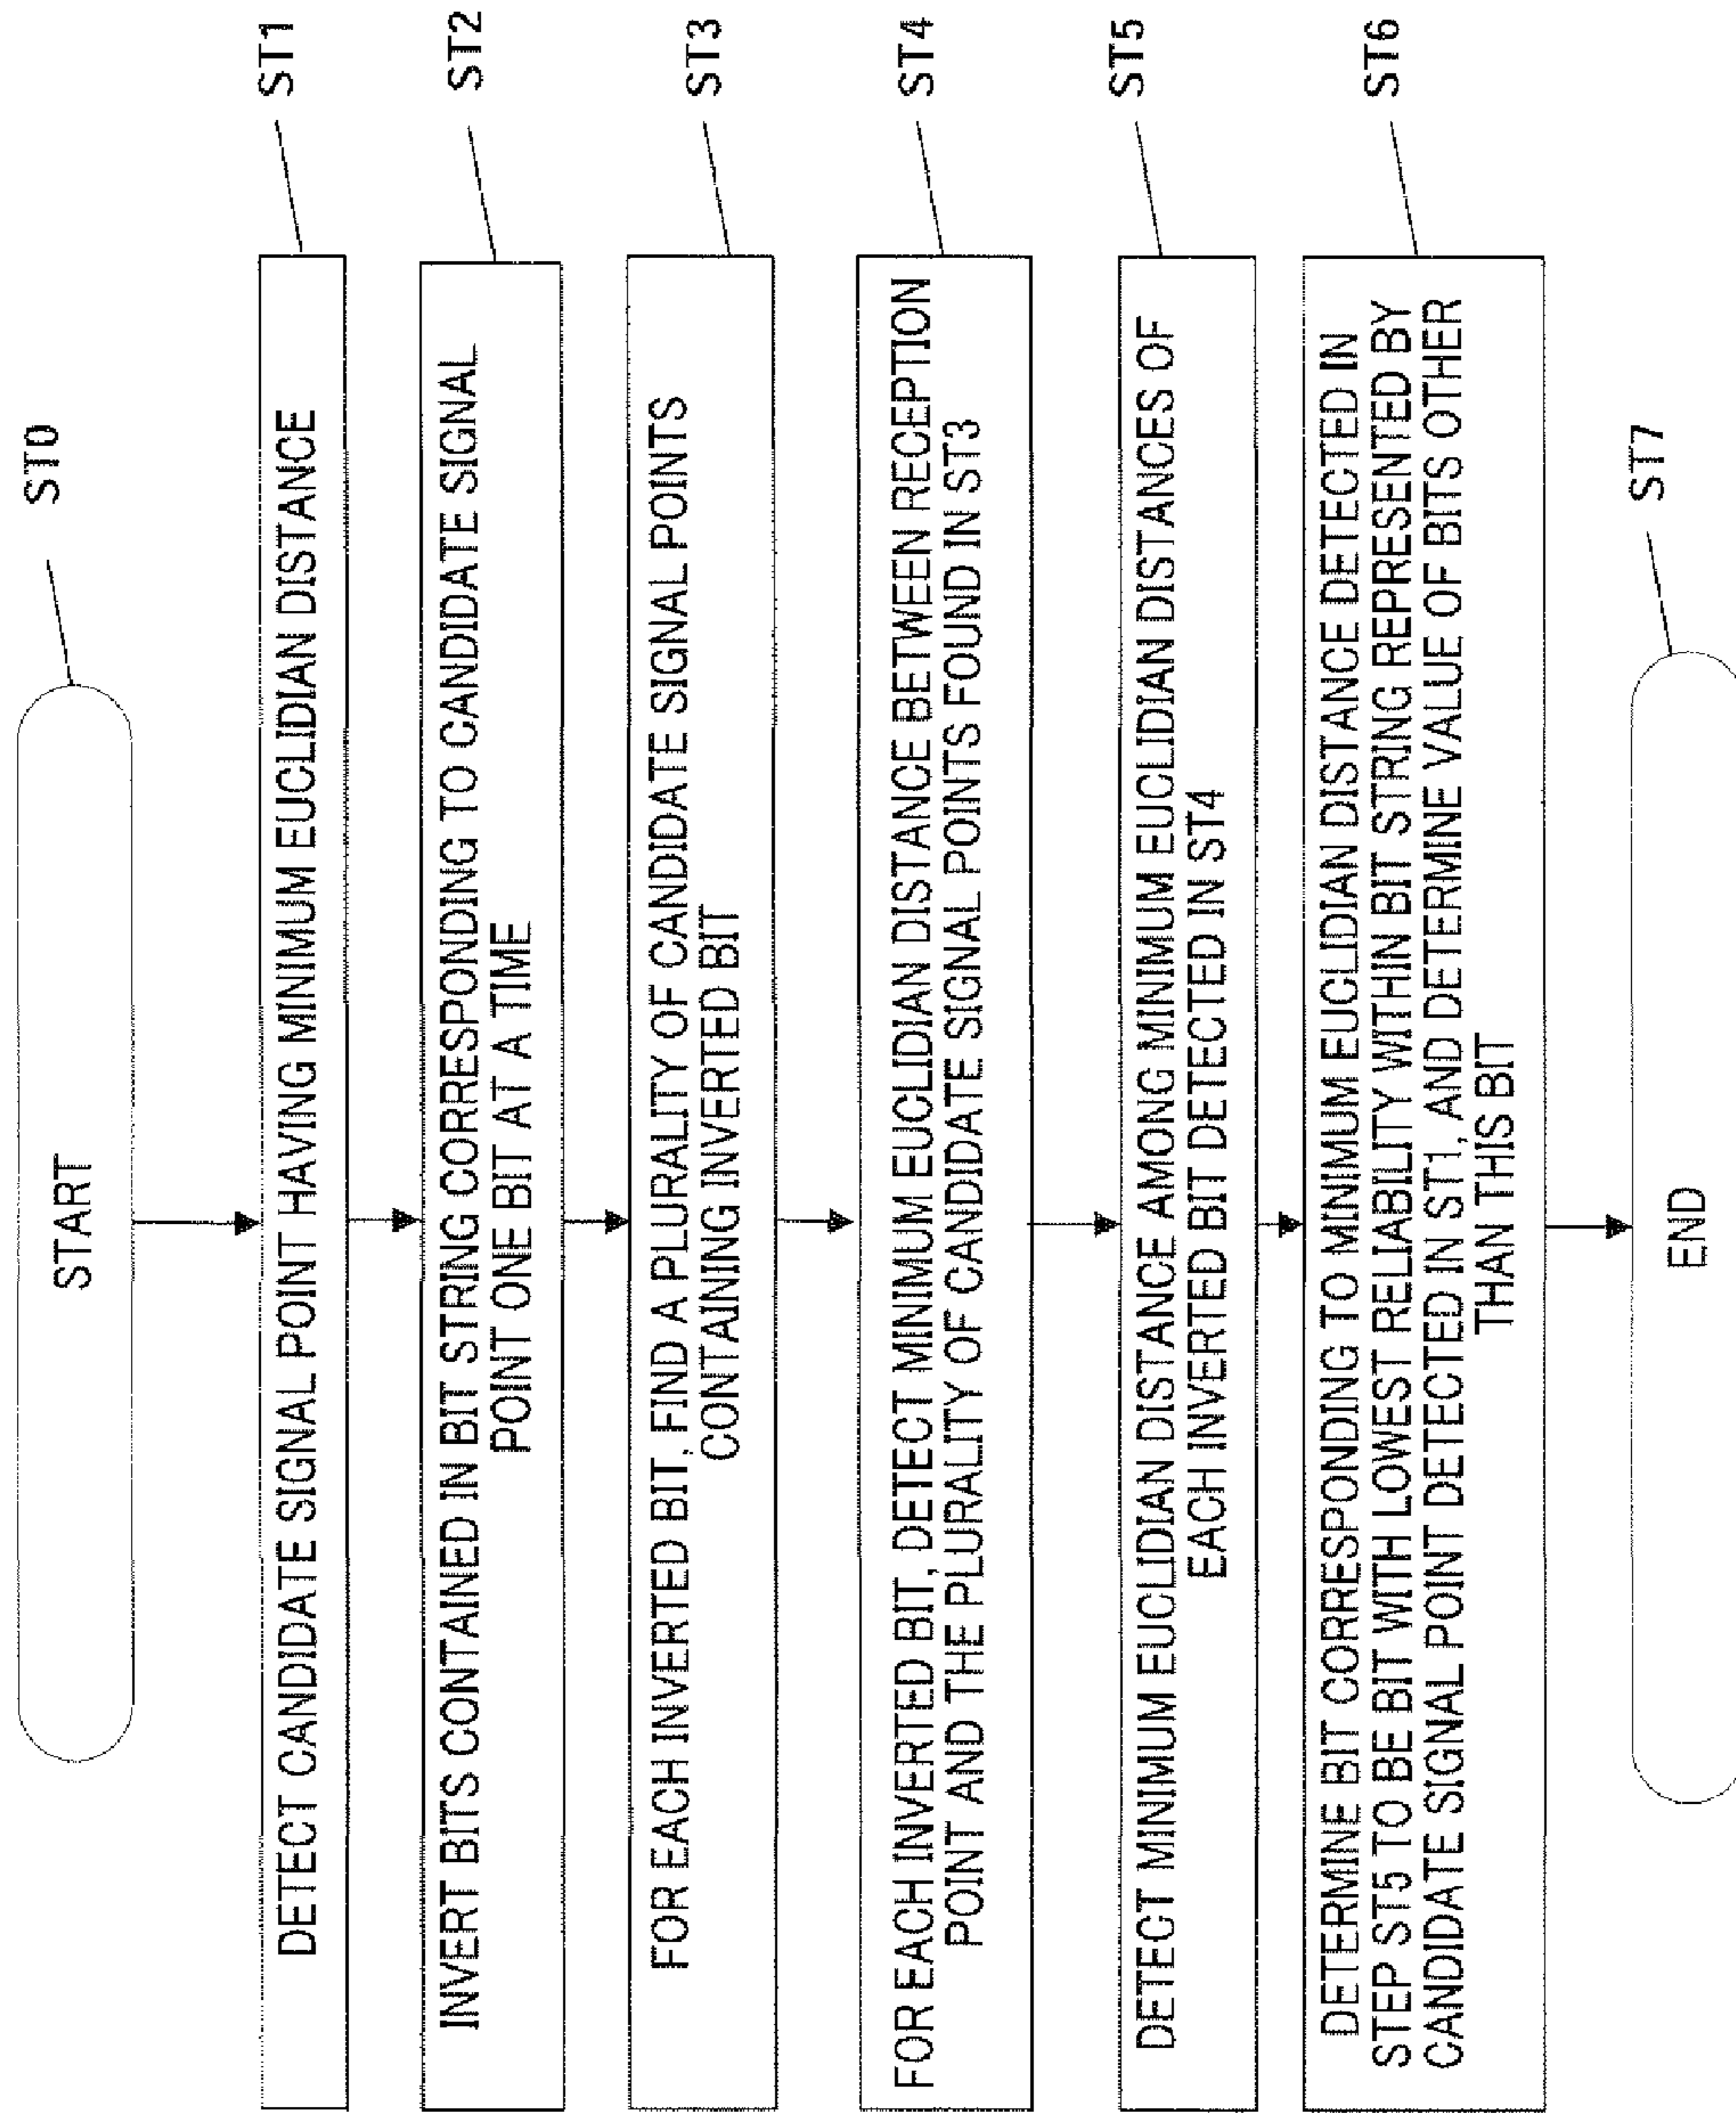 START
ST0
DETECT CANDIDATE SIGNAL POINT HAVING MINIMUM EUCLIDIAN DISTANCE
ST1
INVERT BITS CONTAINED IN BIT STRING CORRESPONDING TO CANDIDATE SIGNAL
POINT ONE BIT AT A TIME
ST2
FOR EACH INVERTED BIT, FIND A PLURALITY OF CANDIDATE SIGNAL POINTS
CONTAINING INVERTED BIT
ST3
FOR EACH INVERTED BIT, DETECT MINIMUM EUCLIDIAN DISTANCE BETWEEN RECEPTION
POINT AND THE PLURALITY OF CANDIDATE SIGNAL POINTS FOUND IN ST3
ST4
DETECT MINIMUM EUCLIDIAN DISTANCE AMONG MINIMUM EUCLIDIAN DISTANCES OF
EACH INVERTED BIT DETECTED IN ST4
ST5
DETERMINE BIT CORRESPONDING TO MINIMUM EUCLIDIAN DISTANCE DETECTED IN
STEP ST5 TO BE BIT WITH LOWEST RELIABILITY WITHIN BIT STRING REPRESENTED BY
CANDIDATE SIGNAL POINT DETECTED IN ST1, AND DETERMINE VALUE OF BITS OTHER
THAN THIS BIT
ST6
END
ST7